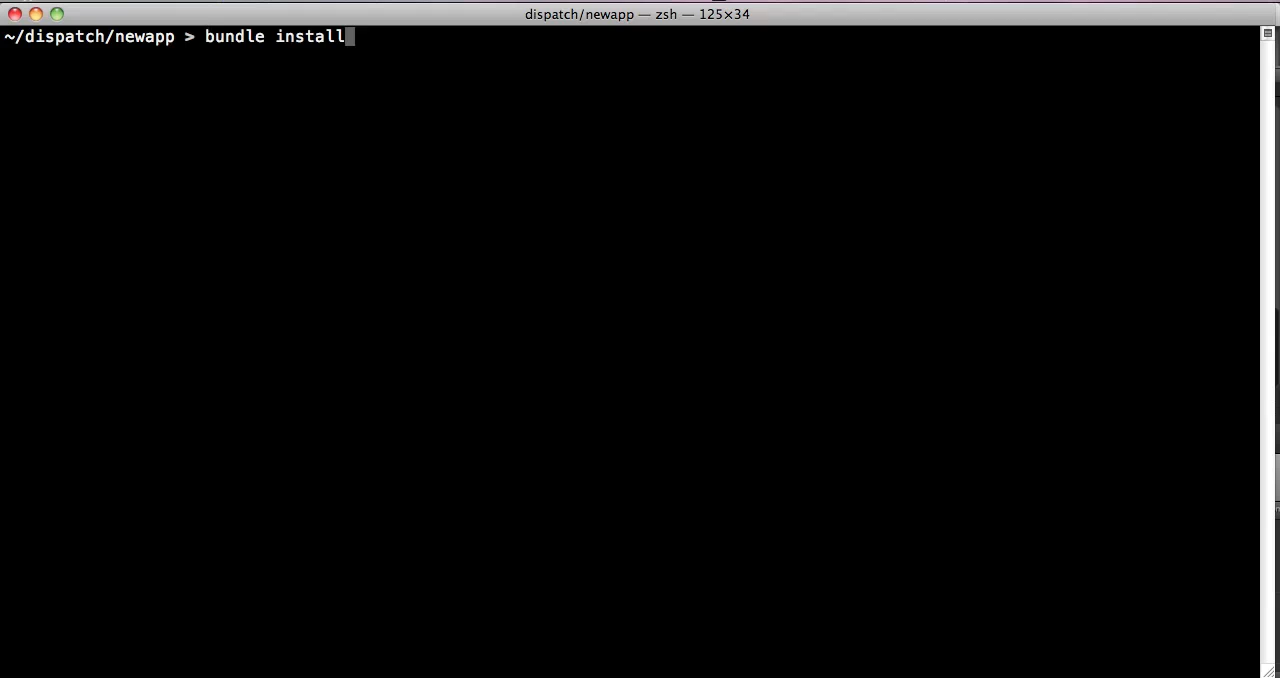 dispatch/newapp — zsh — 125×34
~/dispatch/newapp > bundle install